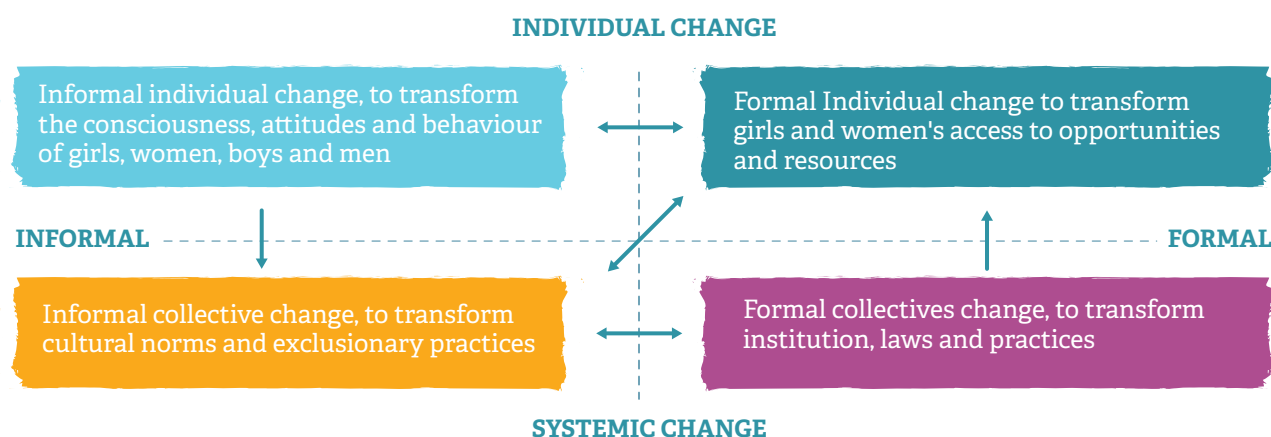 INDIVIDUAL CHANGE
Informal individual change, to transform
the consciousness, attitudes and behaviour
of girls, women, boys and men
Formal Individual change to transform
girls and women's access to opportunities
and resources
INFORMAL
FORMAL
Informal collective change, to transform
cultural norms and exclusionary practices
Formal collectives change, to transform
institution, laws and practices
SYSTEMIC CHANGE